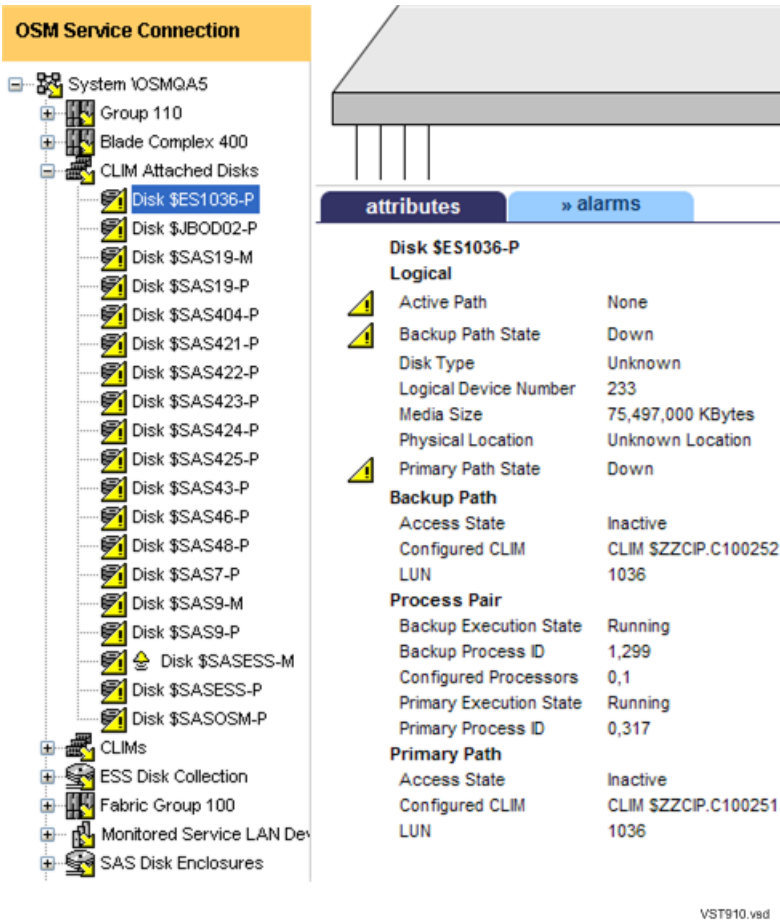 OSM Service Connection
System \OSMQA5
Group 110
Blade Complex 400
CLIM Attached Disks
Disk $ES1036-P
Disk $JBOD02-P
Disk $SAS19-M
Disk $SAS19-P
Disk $SAS404-P
Disk $SAS421-P
Disk $SAS422-P
Disk $SAS423-P
Disk $SAS424-P
Disk $SAS425-P
Disk $SAS43-P
Disk $SAS46-P
Disk $SAS48-P
Disk $SAS7-P
Disk $SAS9-M
Disk $SAS9-P
Disk $SASESS-M
Disk $SASESS-P
Disk $SASOSM-P
CLIMs
ESS Disk Collection
Fabric Group 100
Monitored Service LAN Dev
SAS Disk Enclosures
attributes » alarms
Disk $ES1036-P
Logical
Active Path None
Backup Path State Down
Disk Type Unknown
Logical Device Number 233
Media Size 75,497,000 KBytes
Physical Location Unknown Location
Primary Path State Down
Backup Path
Access State Inactive
Configured CLIM CLIM $ZZCIP.C100252
LUN 1036
Process Pair
Backup Execution State Running
Backup Process ID 1,299
Configured Processors 0,1
Primary Execution State Running
Primary Process ID 0,317
Primary Path
Access State Inactive
Configured CLIM CLIM $ZZCIP.C100251
LUN 1036
VST910.vsd